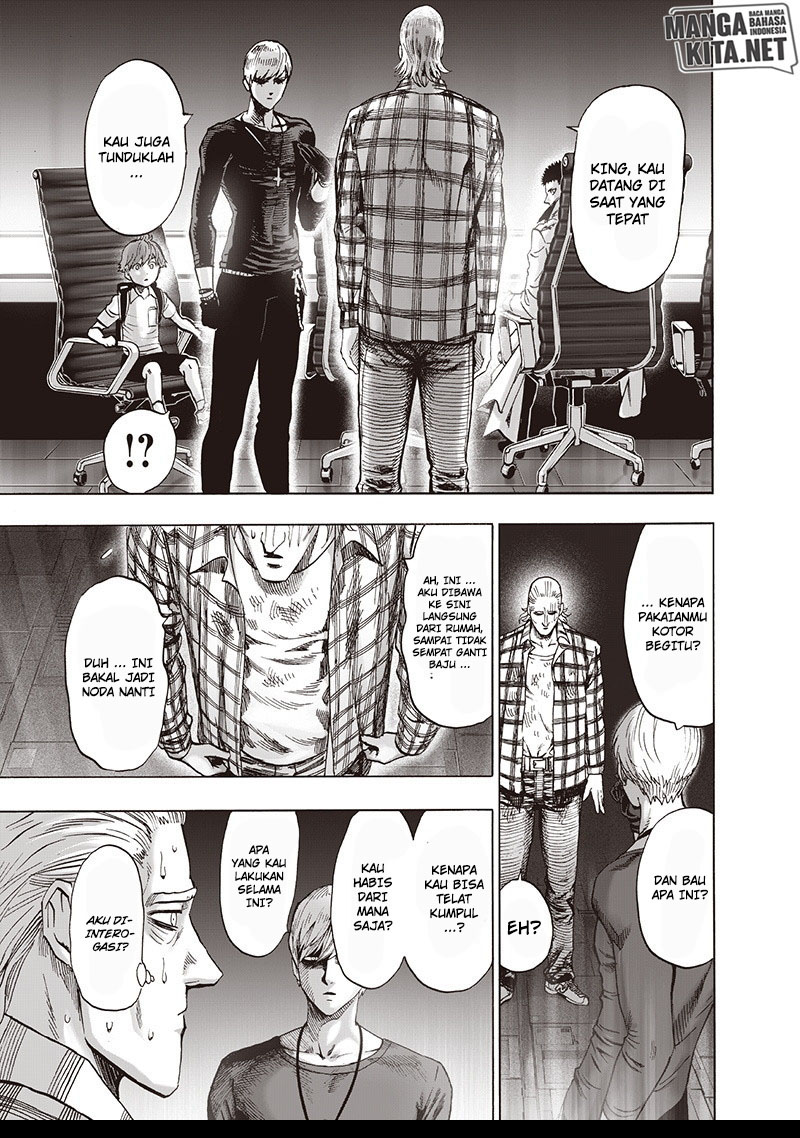 MANGA
KITA.NET
BACA MANGA
BAHASA
INDONESIA
KING, KAU
DATANG DI
SAAT YANG
TEPAT
KAU JUGA
TUNDUKLAH
...
!?
... KENAPA
PAKAIANMU
KOTOR
BEGITU?
DAN BAU
APA INI?
EH?
AH, INI ...
AKU DIBAWA
KE SINI
LANGSUNG
DARI RUMAH,
SAMPAI TIDAK
SEMPAT GANTI
BAJU ...
.
DUH ... INI
BAKAL JADI
NODA NANTI
KENAPA
KAU BISA
TELAT
KUMPUL
...?
KAU
HABIS
DARI
MANA
SAJA?
APA
YANG KAU
LAKUKAN
SELAMA
INI?
AKU DI-
INTERO-
GASI?